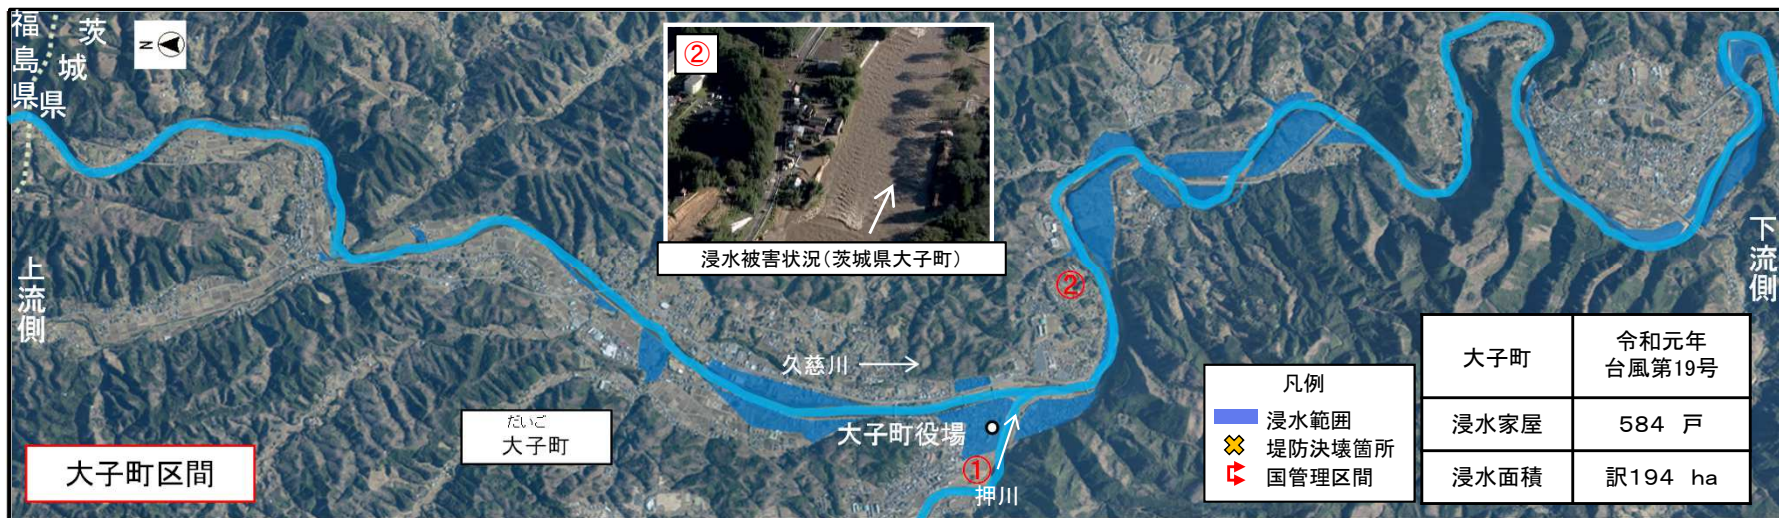 福島県
茨城県
N
②
浸水被害状況(茨城県大子町)
上流側
下流側
②
久慈川
大子町役場
だいご
大子町
①
押川
大子町区間
凡例
浸水範囲
堤防決壊箇所
国管理区間
大子町
令和元年
台風第19号
浸水家屋
584 戸
浸水面積
訳194 ha